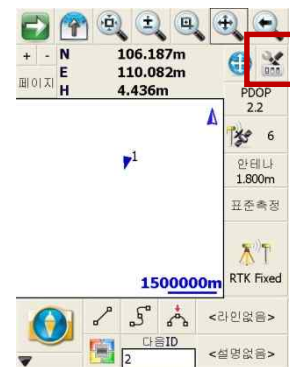 + - N 106.187m
E 110.082m
페이지 H 4.436m
PDOP
2.2
6
안테나
1.800m
표준측정
1
1500000m
RTK Fixed
<라인없음>
다음ID
2
<설명없음>